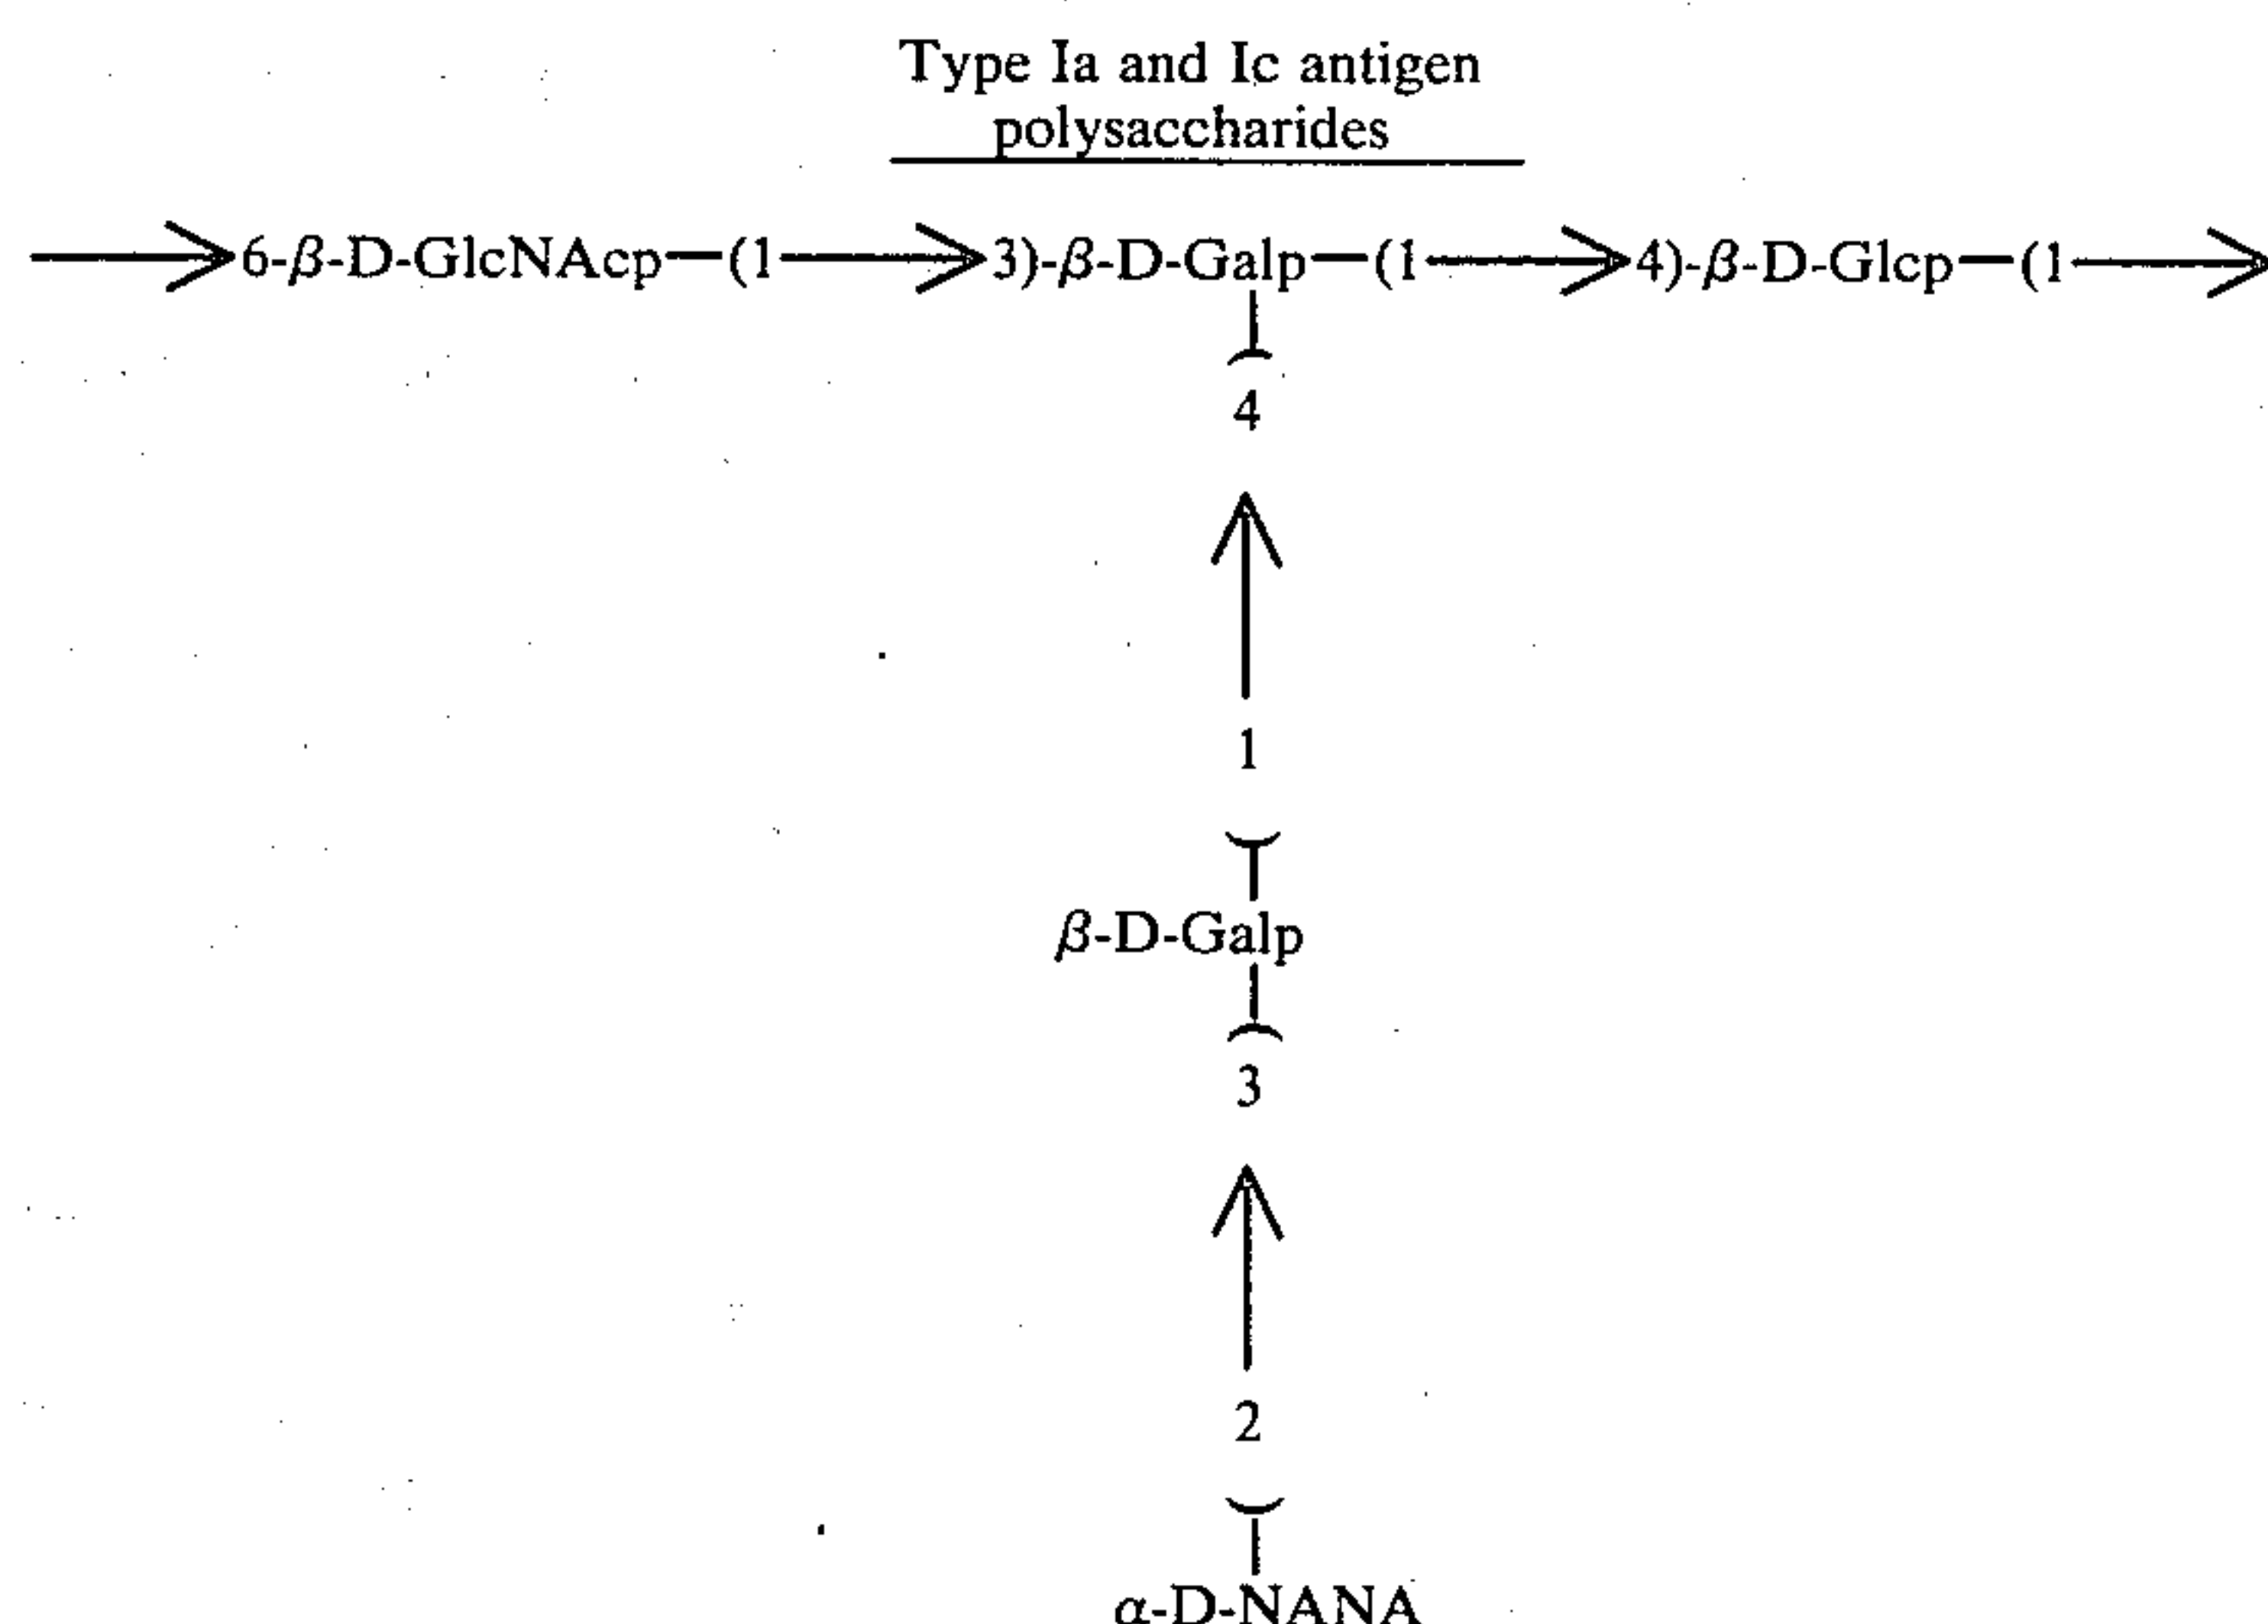 Type Ia and Ic antigen
polysaccharides
6-β-D-GlcNAcp—(1⟶3)-β-D-Galp—(1⟶4)-β-D-Glcp—(1⟶
4
1
β-D-Galp
3
2
α-D-NANA